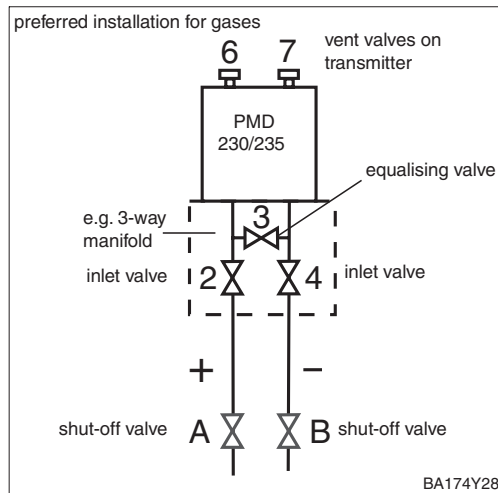 preferred installation for gases
6 7 vent valves on
transmitter
PMD
230/235
equalising valve
3
e.g. 3-way
manifold
inlet valve 2 4 inlet valve
+ –
shut-off valve A B shut-off valve
BA174Y28